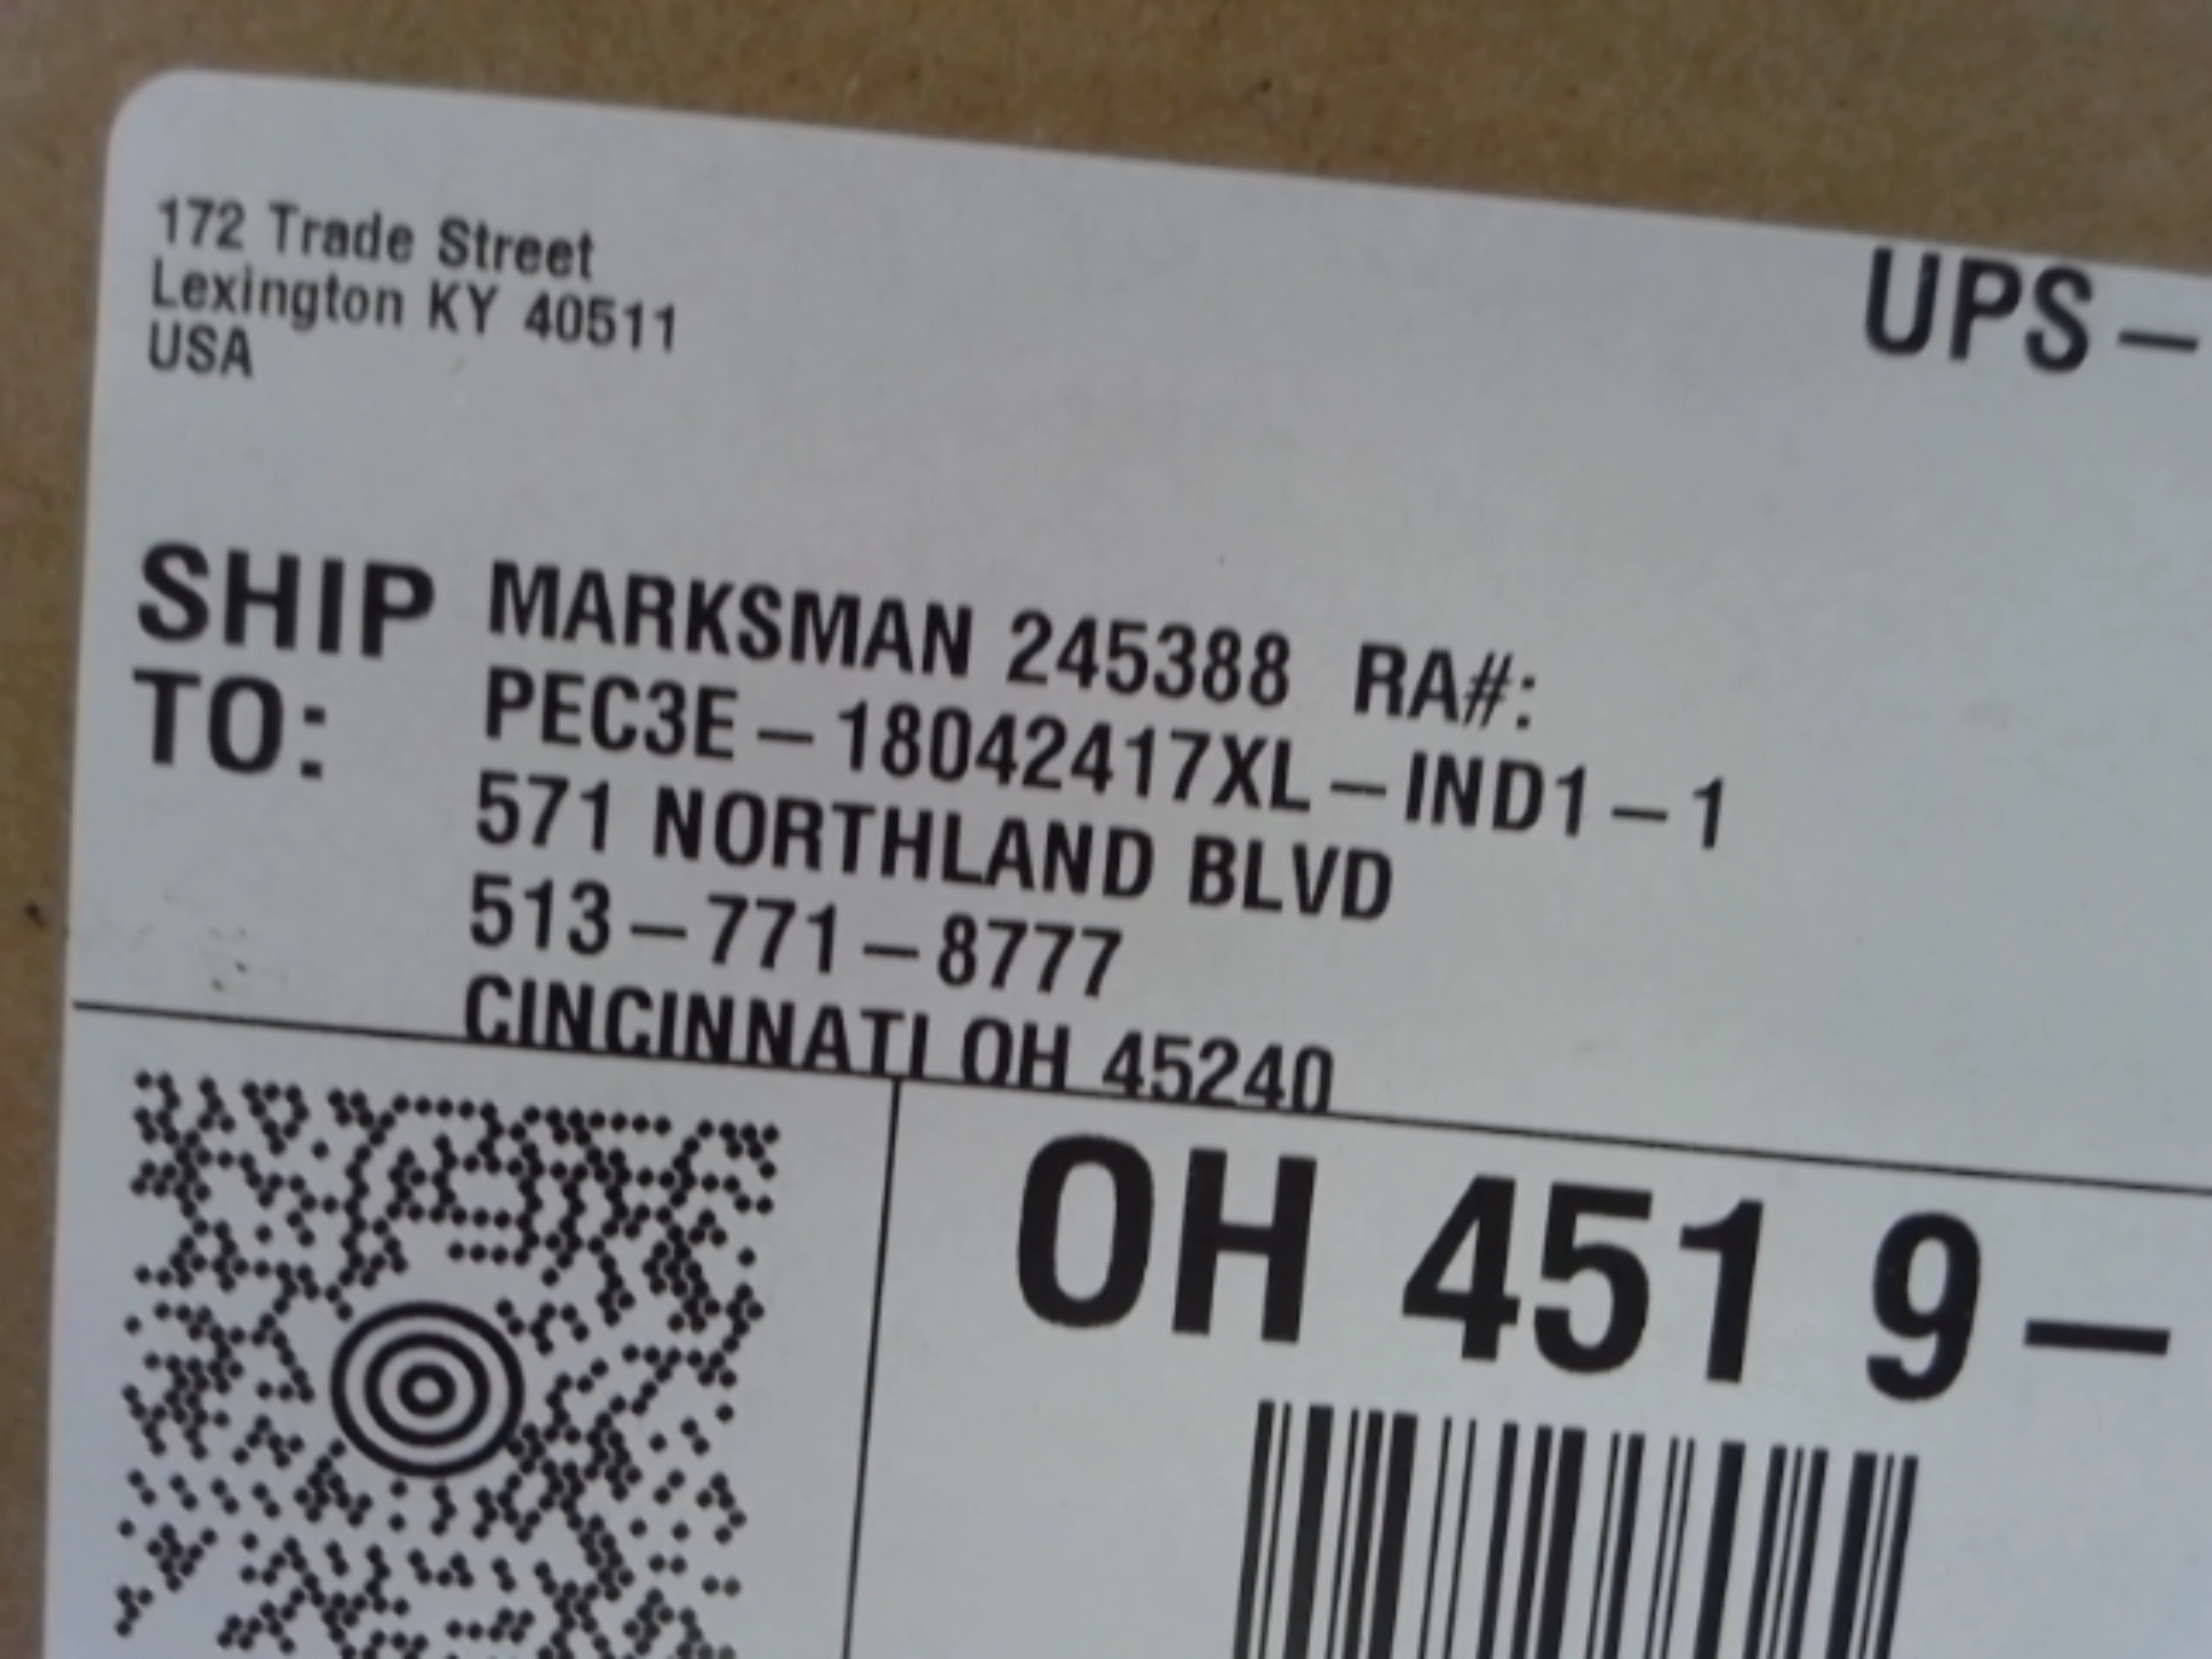 172 Trade Street
Lexington KY 40511
USA
UPS–
SHIP TO:
MARKSMAN 245388 RA#:
PEC3E–18042417XL–IND1–1
571 NORTHLAND BLVD
513–771–8777
CINCINNATI OH 45240
OH 451 9–